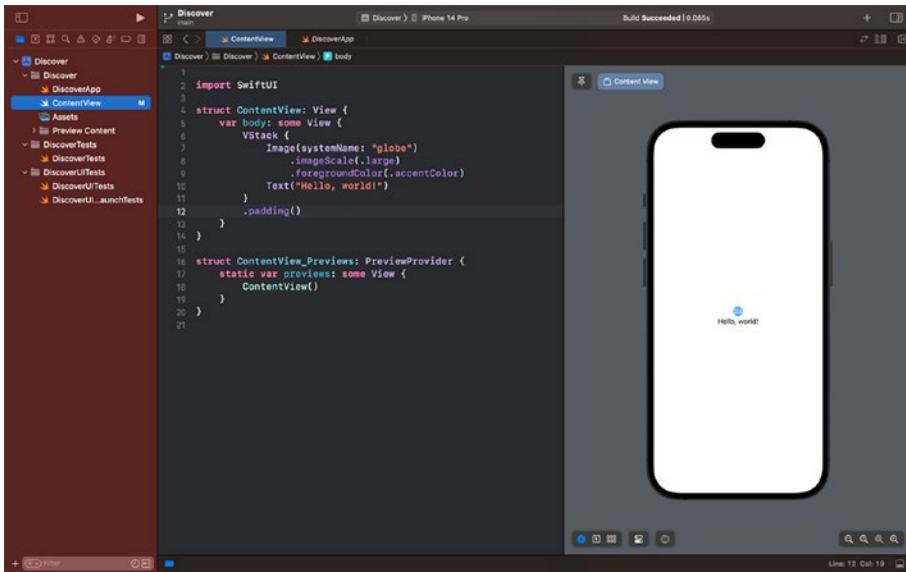 Discover
main
Discover
iPhone 14 Pro
Build Succeeded | 0.085s
ContentView
DiscoverApp
Discover
Discover
ContentView
body
Discover
Discover
DiscoverApp
ContentView
M
Assets
Preview Content
DiscoverTests
DiscoverTests
DiscoverUITests
DiscoverUITests
DiscoverUI...aunchTests
Filter
1
2 import SwiftUI
3
4 struct ContentView: View {
5 var body: some View {
6 VStack {
7 Image(systemName: "globe")
8 .imageScale(.large)
9 .foregroundColor(.accentColor)
10 Text("Hello, world!")
11 }
12 .padding()
13 }
14 }
15
16 struct ContentView_Previews: PreviewProvider {
17 static var previews: some View {
18 ContentView()
19 }
20 }
21
Content View
Hello, world!
Line: 12 Col: 19